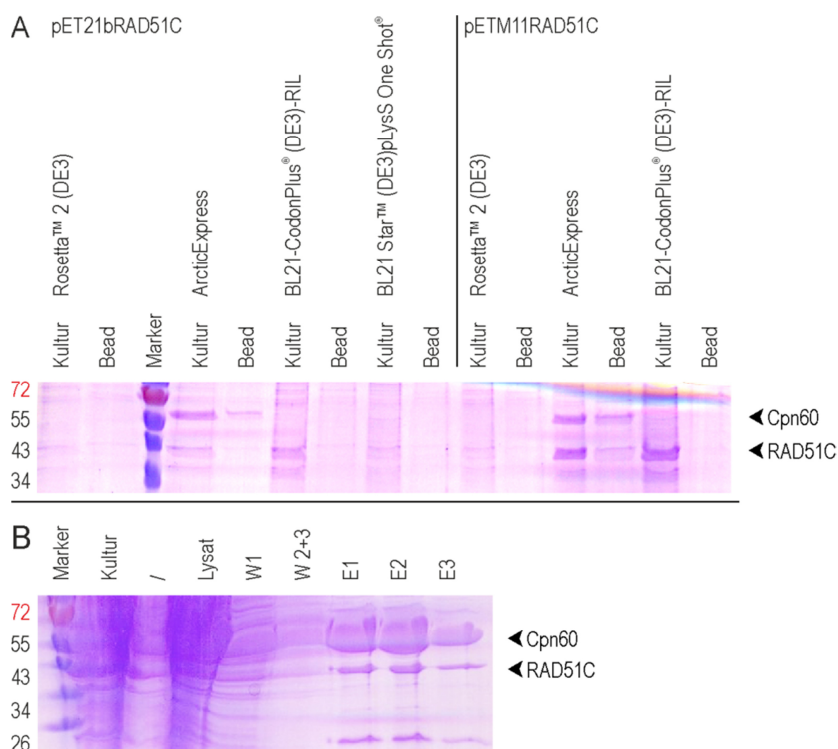 A
pET21bRAD51C
pETM11RAD51C
Rosetta™ 2 (DE3)
ArcticExpress
BL21-CodonPlus® (DE3)-RIL
BL21 Star™ (DE3)pLysS One Shot®
Rosetta™ 2 (DE3)
ArcticExpress
BL21-CodonPlus® (DE3)-RIL
Kultur Bead Marker Kultur Bead Kultur Bead Kultur Bead Kultur Bead Kultur Bead Kultur Bead
72
55 Cpn60
43 RAD51C
34
B
Marker Kultur / Lysat W1 W 2+3 E1 E2 E3
72
55 Cpn60
43 RAD51C
34
26